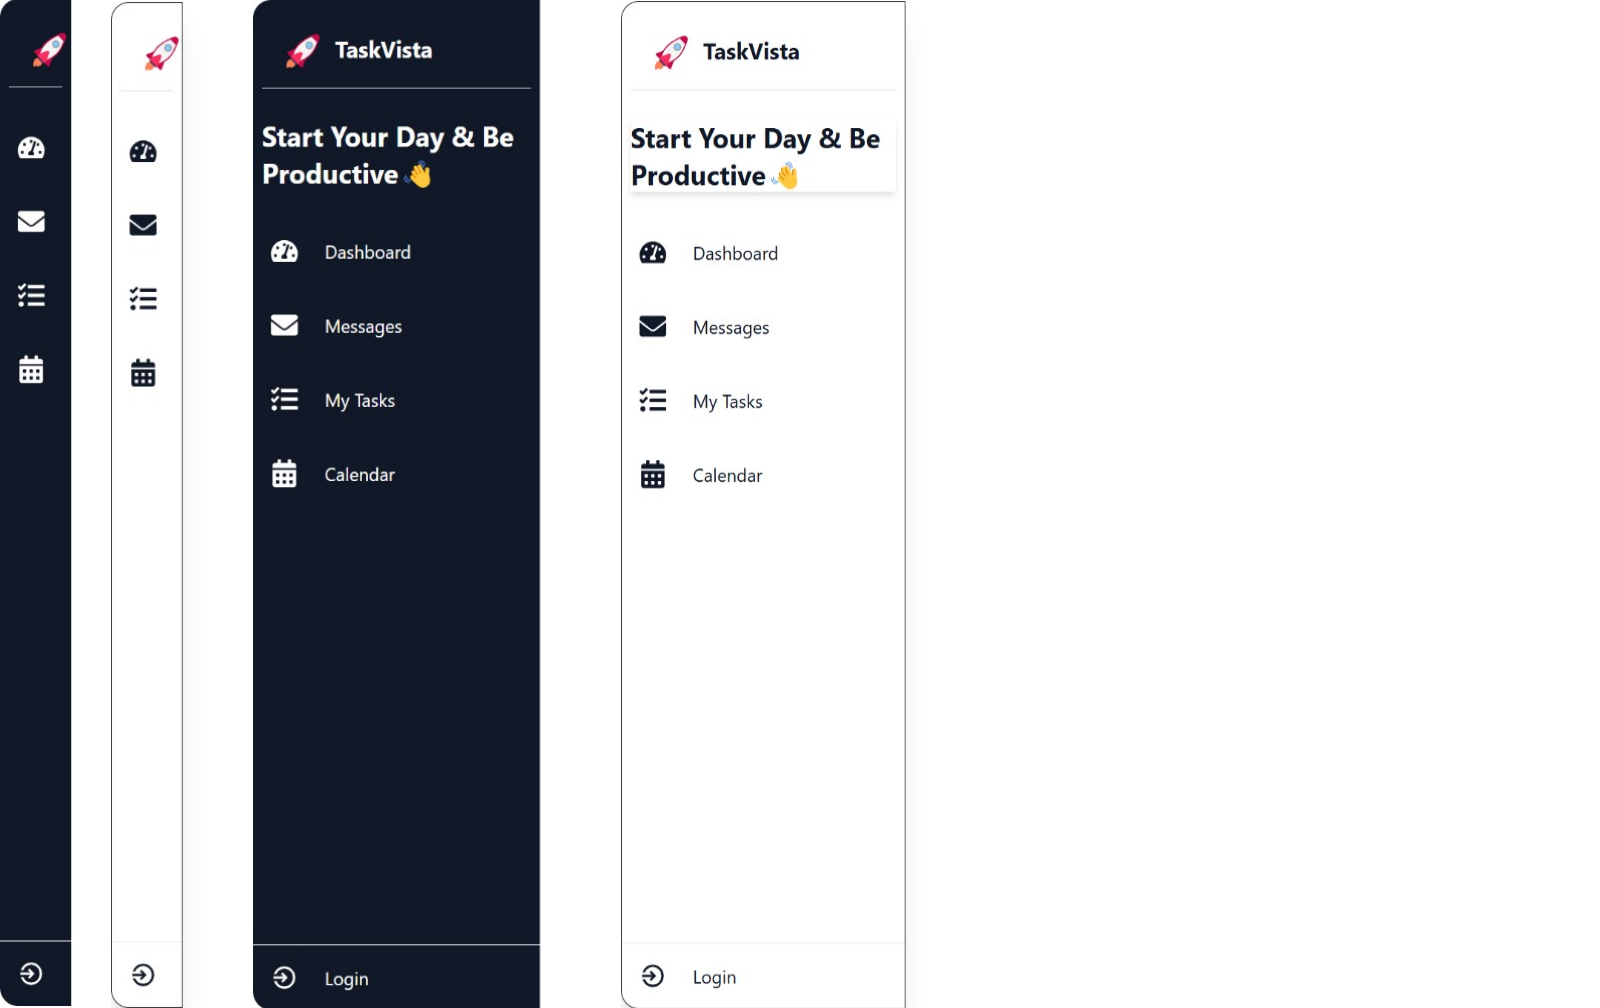 TaskVista
Start Your Day & Be
Productive 👋
Dashboard
Messages
My Tasks
Calendar
Login
TaskVista
Start Your Day & Be
Productive 👋
Dashboard
Messages
My Tasks
Calendar
Login